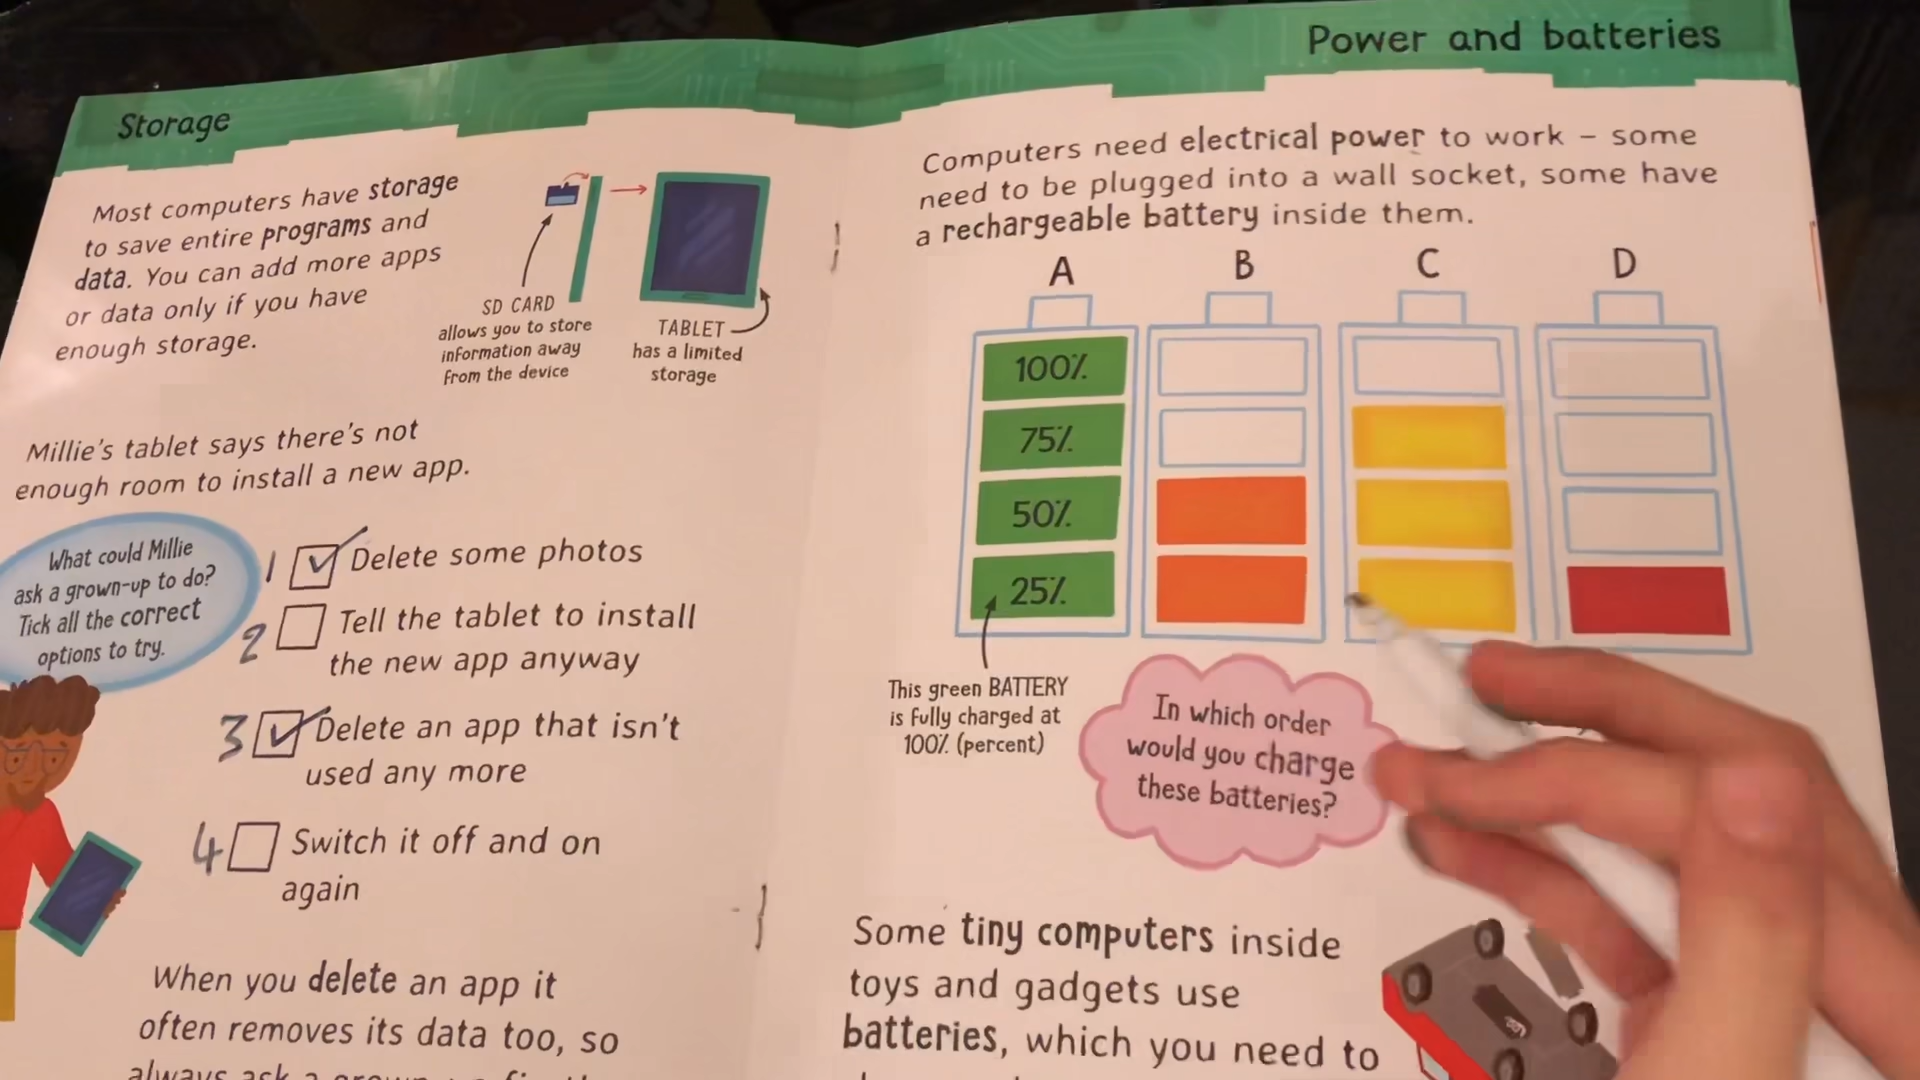 Storage
Most computers have storage
to save entire programs and
data. You can add more apps
or data only if you have
enough storage.
SD CARD
allows you to store
information away
from the device
TABLET
has a limited
storage
Millie's tablet says there's not
enough room to install a new app.
What could Millie
ask a grown-up to do?
Tick all the correct
options to try.
1 Delete some photos
2 Tell the tablet to install
the new app anyway
3 Delete an app that isn't
used any more
4 Switch it off and on
again
When you delete an app it
often removes its data too, so
always ask a
Power and batteries
Computers need electrical power to work – some
need to be plugged into a wall socket, some have
a rechargeable battery inside them.
A B C D
100%
75%
50%
25%
This green BATTERY
is fully charged at
100% (percent)
In which order
would you charge
these batteries?
Some tiny computers inside
toys and gadgets use
batteries, which you need to